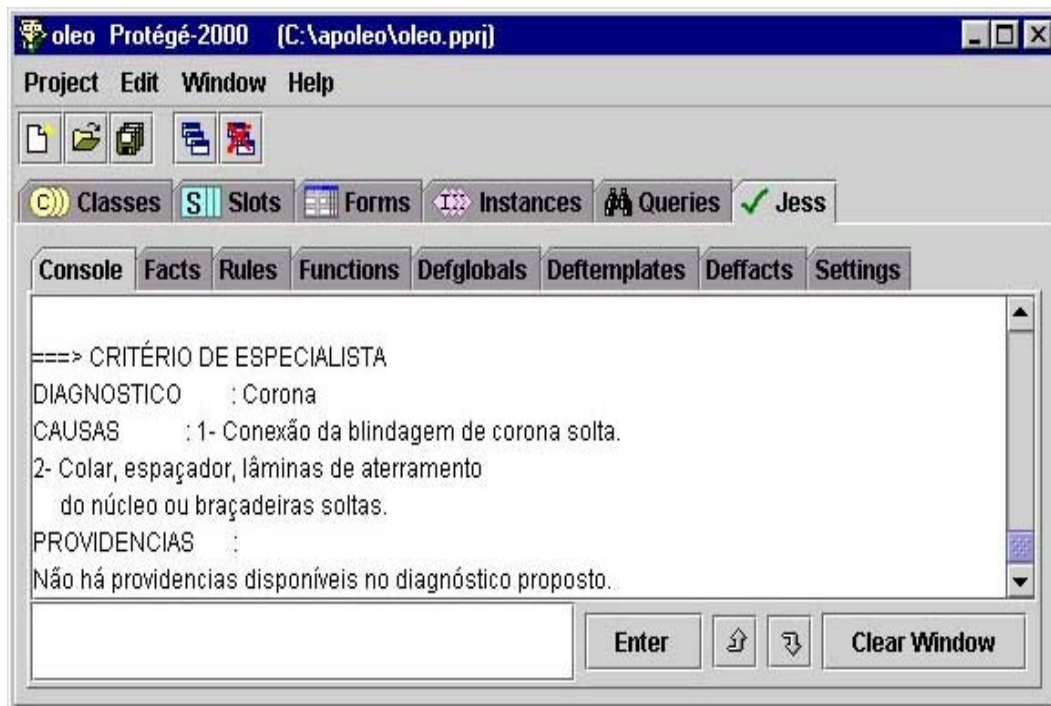 oleo Protégé-2000 (C:\apoleo\oleo.pprj)
Project Edit Window Help
Classes Slots Forms Instances Queries Jess
Console Facts Rules Functions Defglobals Deftemplates Deffacts Settings
===> CRITÉRIO DE ESPECIALISTA
DIAGNOSTICO : Corona
CAUSAS : 1- Conexão da blindagem de corona solta.
2- Colar, espaçador, lâminas de aterramento
do núcleo ou braçadeiras soltas.
PROVIDENCIAS :
Não há providencias disponíveis no diagnóstico proposto.
Enter Clear Window